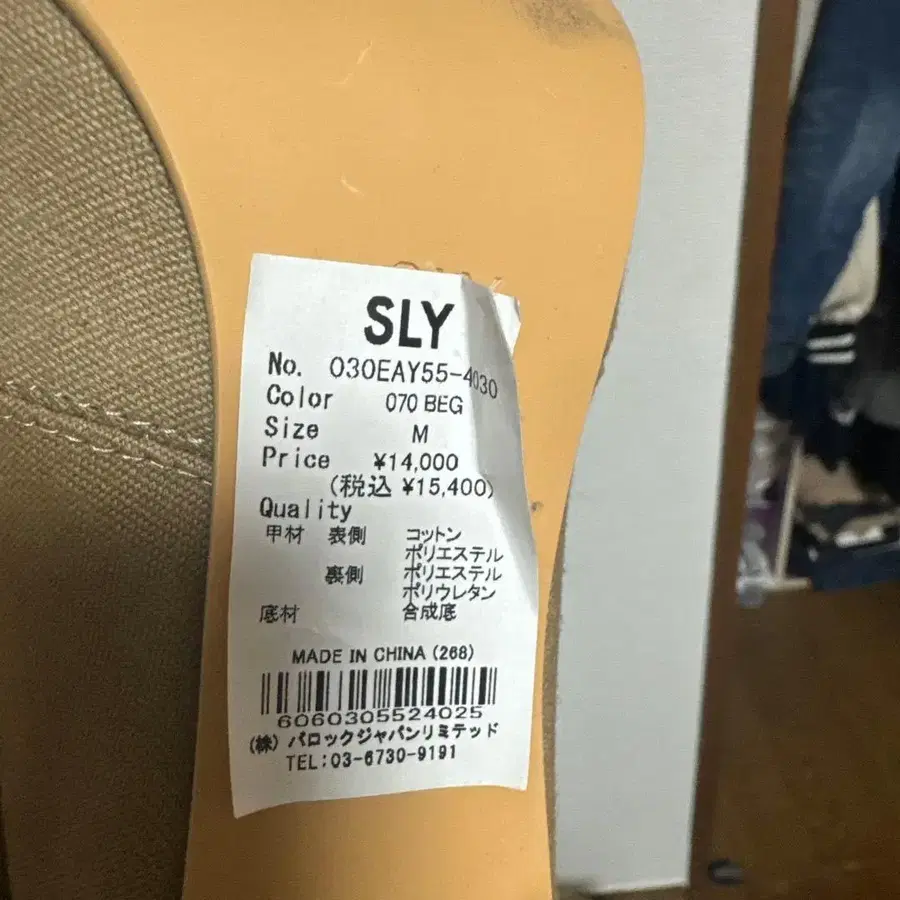 SLY
No. 030EAY55-4030
Color 070 BEG
Size M
Price ¥14,000
(税込 ¥15,400)
Quality
甲材 表側 コットン
ポリエステル
裏側 ポリエステル
ポリウレタン
底材 合成底
MADE IN CHINA (268)
6060305524025
(株) バロックジャパンリミテッド
TEL:03-6730-9191